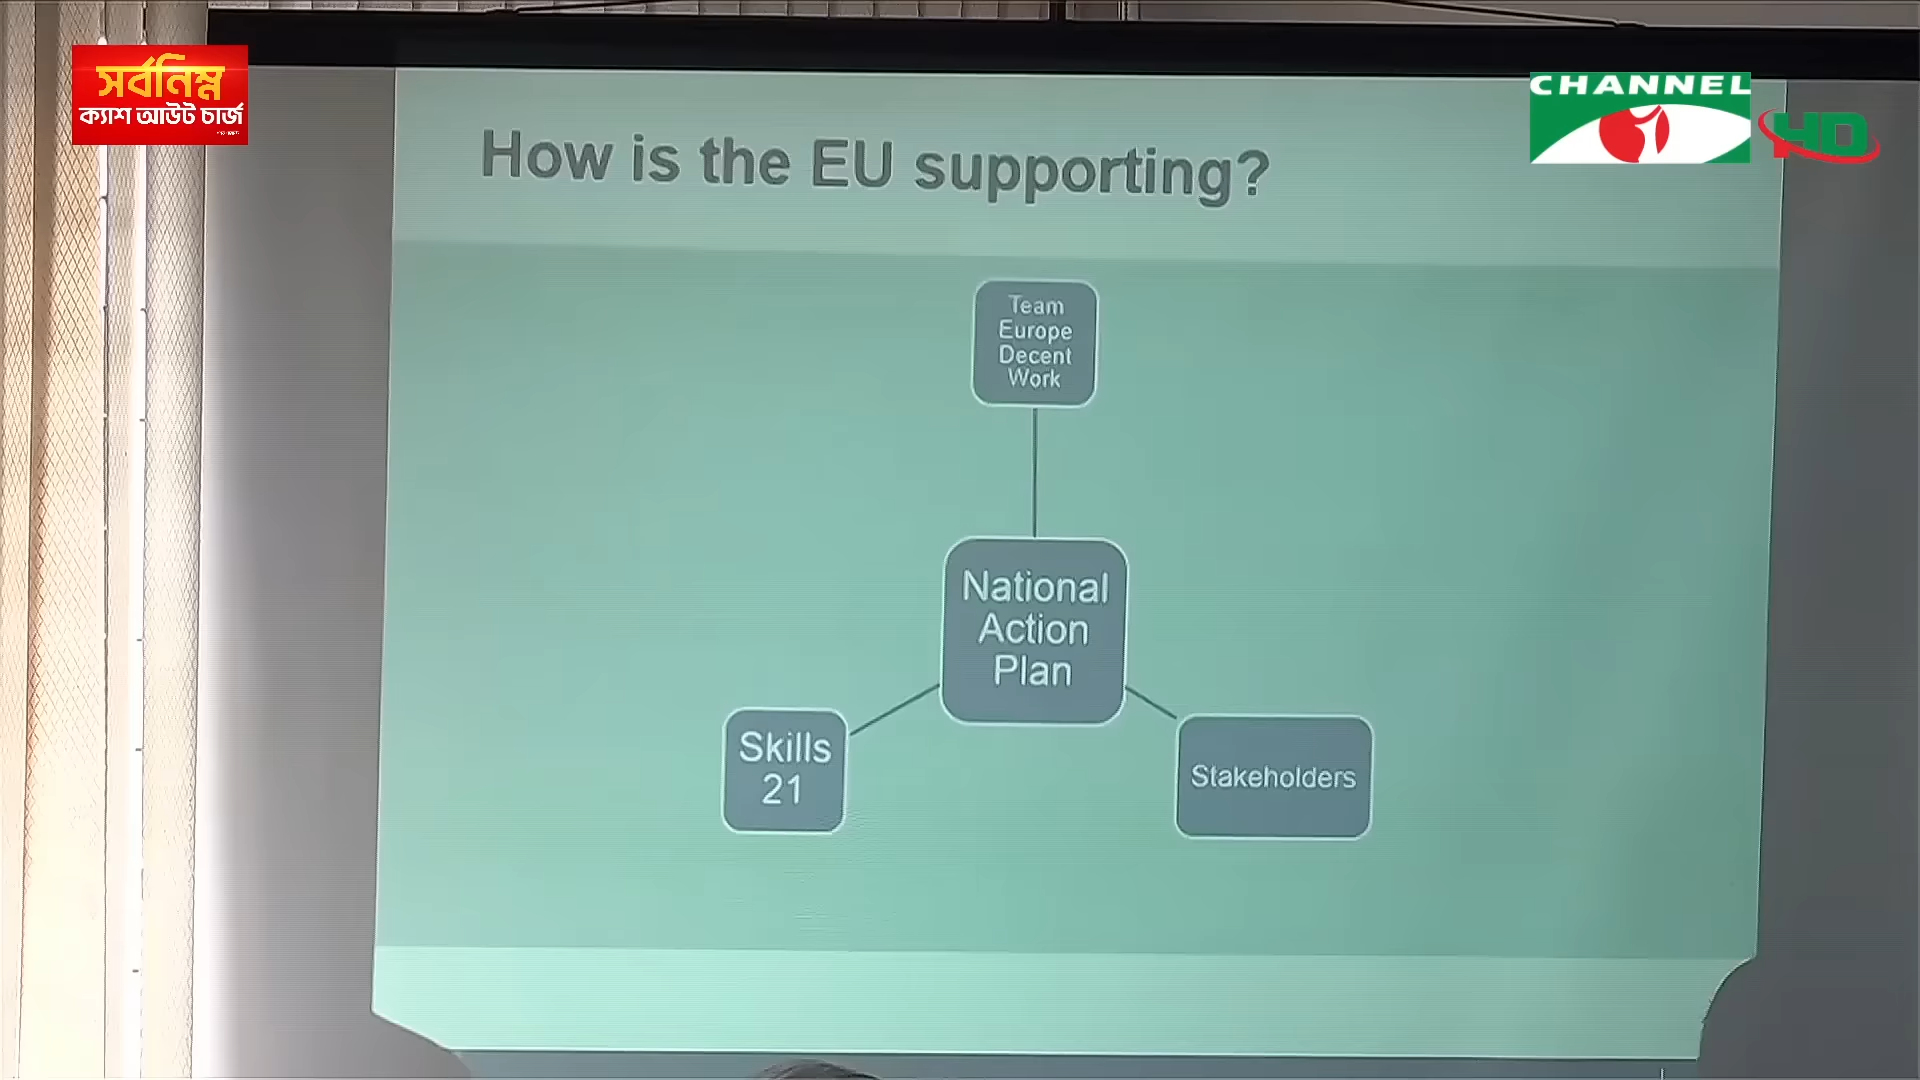 সর্বনিম্ন
ক্যাশ আউট চার্জ
CHANNEL
HD
How is the EU supporting?
Team
Europe
Decent
Work
National
Action
Plan
Skills
21
Stakeholders